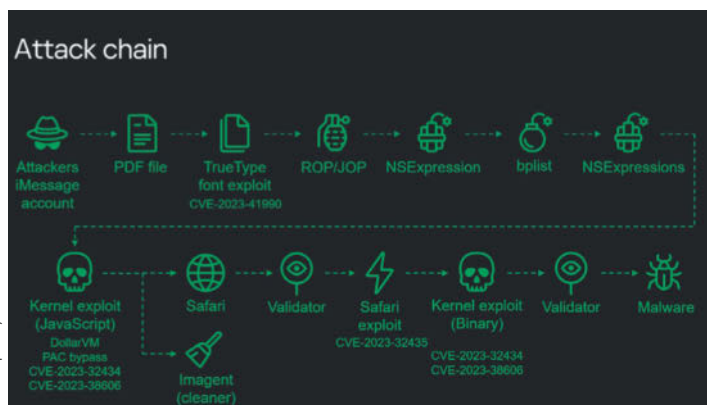 Attack chain
Attackers
iMessage
account
PDF file
TrueType
font exploit
CVE-2023-41990
ROP/JOP
NSExpression
bplist
NSExpressions
Kernel exploit
(JavaScript)
DollarVM
PAC bypass
CVE-2023-32434
CVE-2023-38606
Safari
Imagent
(cleaner)
Validator
Safari
exploit
CVE-2023-32435
Kernel exploit
(Binary)
CVE-2023-32434
CVE-2023-38606
Validator
Malware